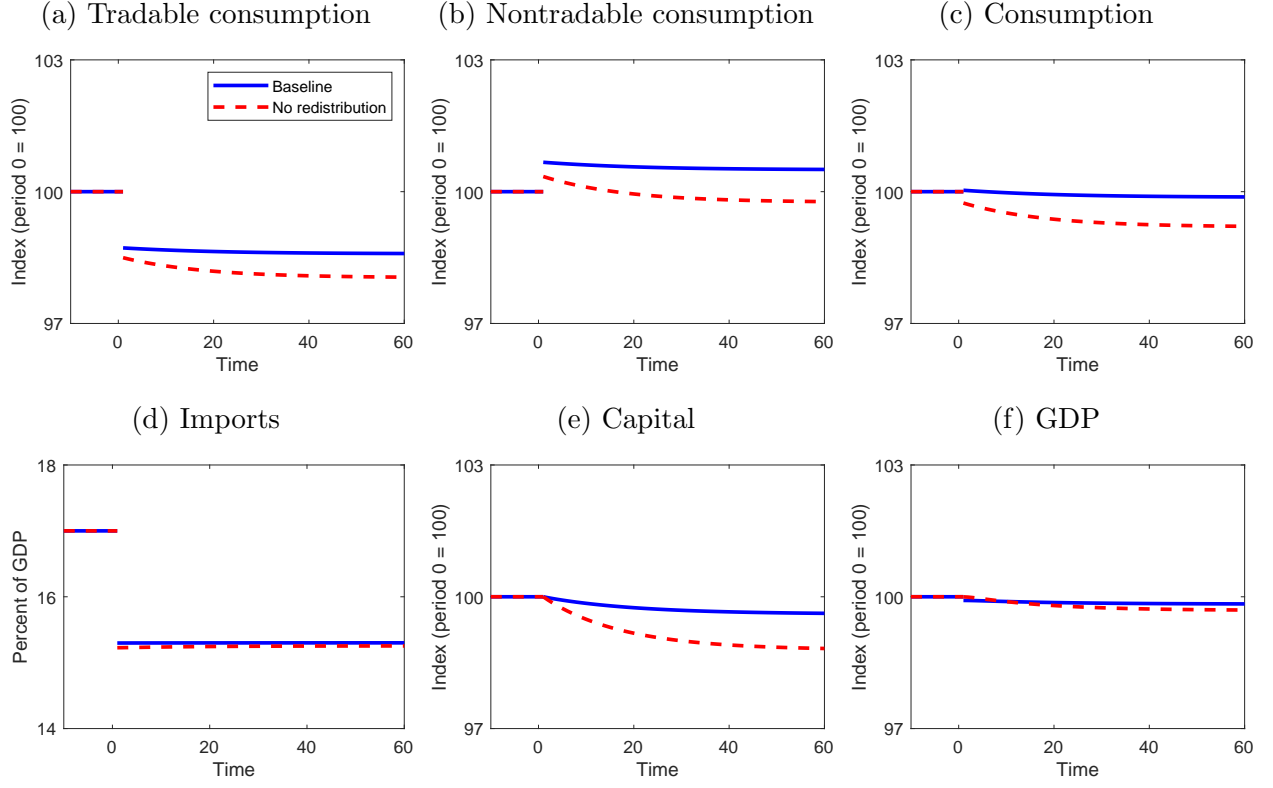 (a) Tradable consumption
103
100
97
Index (period 0 = 100)
0 20 40 60
Time
Baseline
No redistribution
(b) Nontradable consumption
103
100
97
Index (period 0 = 100)
0 20 40 60
Time
(c) Consumption
103
100
97
Index (period 0 = 100)
0 20 40 60
Time
(d) Imports
18
16
14
Percent of GDP
0 20 40 60
Time
(e) Capital
103
100
97
Index (period 0 = 100)
0 20 40 60
Time
(f) GDP
103
100
97
Index (period 0 = 100)
0 20 40 60
Time